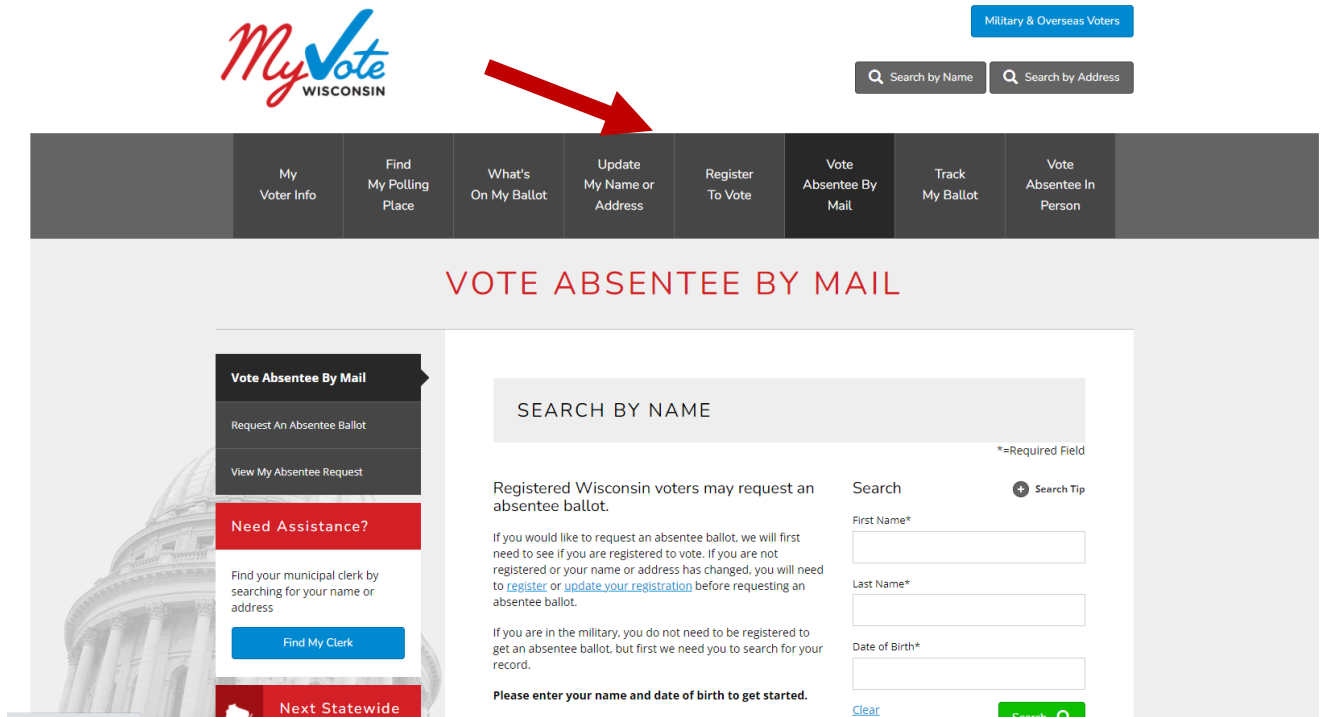 MyVote
WISCONSIN
Military & Overseas Voters
Search by Name
Search by Address
My
Voter Info
Find
My Polling
Place
What's
On My Ballot
Update
My Name or
Address
Register
To Vote
Vote
Absentee By
Mail
Track
My Ballot
Vote
Absentee In
Person
VOTE ABSENTEE BY MAIL
Vote Absentee By Mail
Request An Absentee Ballot
View My Absentee Request
Need Assistance?
Find your municipal clerk by
searching for your name or
address
Find My Clerk
Next Statewide
SEARCH BY NAME
*=Required Field
Registered Wisconsin voters may request an
absentee ballot.
If you would like to request an absentee ballot, we will first
need to see if you are registered to vote. If you are not
registered or your name or address has changed, you will need
to register or update your registration before requesting an
absentee ballot.
If you are in the military, you do not need to be registered to
get an absentee ballot, but first we need you to search for your
record.
Please enter your name and date of birth to get started.
Search
Search Tip
First Name*
Last Name*
Date of Birth*
Clear
Search